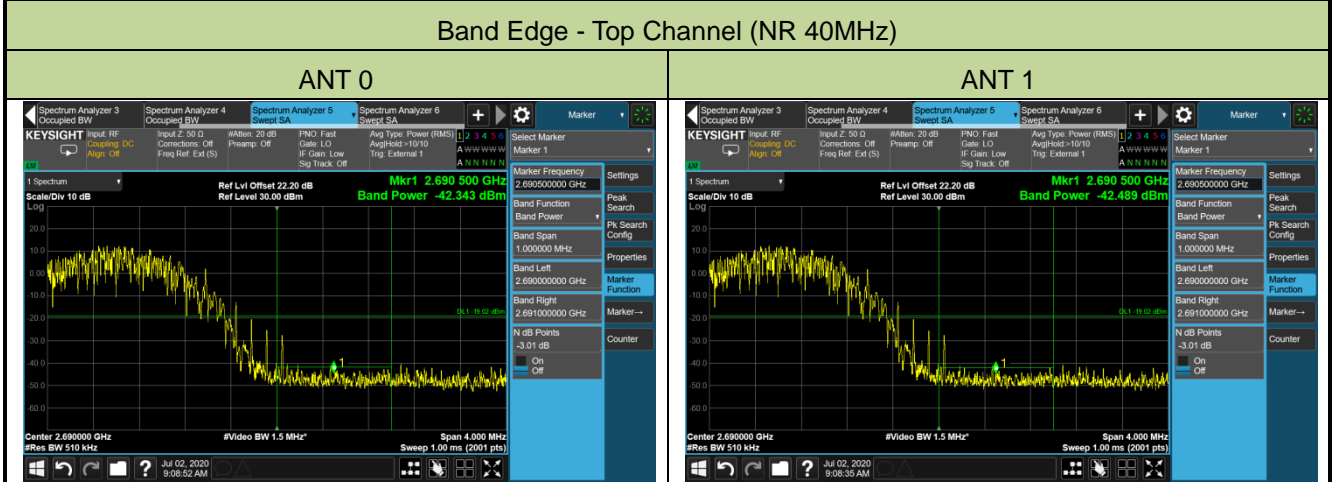 Band Edge - Top Channel (NR 40MHz)
ANT 0
Spectrum Analyzer 3
Occupied BW
Spectrum Analyzer 4
Occupied BW
Spectrum Analyzer 5
Swept SA
Spectrum Analyzer 6
Swept SA
+
Marker
KEYSIGHT
Input: RF
Coupling: DC
Align: Off
Input Z: 50 Ω
Corrections: Off
Freq Ref: Ext (S)
#Atten: 20 dB
Preamp: Off
PNO: Fast
Gate: LO
IF Gain: Low
Sig Track: Off
Avg Type: Power (RMS)
Avg|Hold:>10/10
Trig: External 1
1 2 3 4 5 6
A W W W W W
A N N N N N
Select Marker
Marker 1
1 Spectrum
Scale/Div 10 dB
Log
Ref Lvl Offset 22.20 dB
Ref Level 30.00 dBm
Mkr1 2.690 500 GHz
Band Power -42.343 dBm
20.0
10.0
0.00
-10.0
-20.0
-30.0
-40.0
-50.0
-60.0
DL1 -19.02 dBm
1
Center 2.690000 GHz
#Res BW 510 kHz
#Video BW 1.5 MHz*
Span 4.000 MHz
Sweep 1.00 ms (2001 pts)
Marker Frequency
2.690500000 GHz
Band Function
Band Power
Band Span
1.000000 MHz
Band Left
2.690000000 GHz
Band Right
2.691000000 GHz
N dB Points
-3.01 dB
On
Off
Settings
Peak
Search
Pk Search
Config
Properties
Marker
Function
Marker→
Counter
?
Jul 02, 2020
9:08:52 AM
ANT 1
Spectrum Analyzer 3
Occupied BW
Spectrum Analyzer 4
Occupied BW
Spectrum Analyzer 5
Swept SA
Spectrum Analyzer 6
Swept SA
+
Marker
KEYSIGHT
Input: RF
Coupling: DC
Align: Off
Input Z: 50 Ω
Corrections: Off
Freq Ref: Ext (S)
#Atten: 20 dB
Preamp: Off
PNO: Fast
Gate: LO
IF Gain: Low
Sig Track: Off
Avg Type: Power (RMS)
Avg|Hold:>10/10
Trig: External 1
1 2 3 4 5 6
A W W W W W
A N N N N N
Select Marker
Marker 1
1 Spectrum
Scale/Div 10 dB
Log
Ref Lvl Offset 22.20 dB
Ref Level 30.00 dBm
Mkr1 2.690 500 GHz
Band Power -42.489 dBm
20.0
10.0
0.00
-10.0
-20.0
-30.0
-40.0
-50.0
-60.0
DL1 -19.02 dBm
1
Center 2.690000 GHz
#Res BW 510 kHz
#Video BW 1.5 MHz*
Span 4.000 MHz
Sweep 1.00 ms (2001 pts)
Marker Frequency
2.690500000 GHz
Band Function
Band Power
Band Span
1.000000 MHz
Band Left
2.690000000 GHz
Band Right
2.691000000 GHz
N dB Points
-3.01 dB
On
Off
Settings
Peak
Search
Pk Search
Config
Properties
Marker
Function
Marker→
Counter
?
Jul 02, 2020
9:08:35 AM